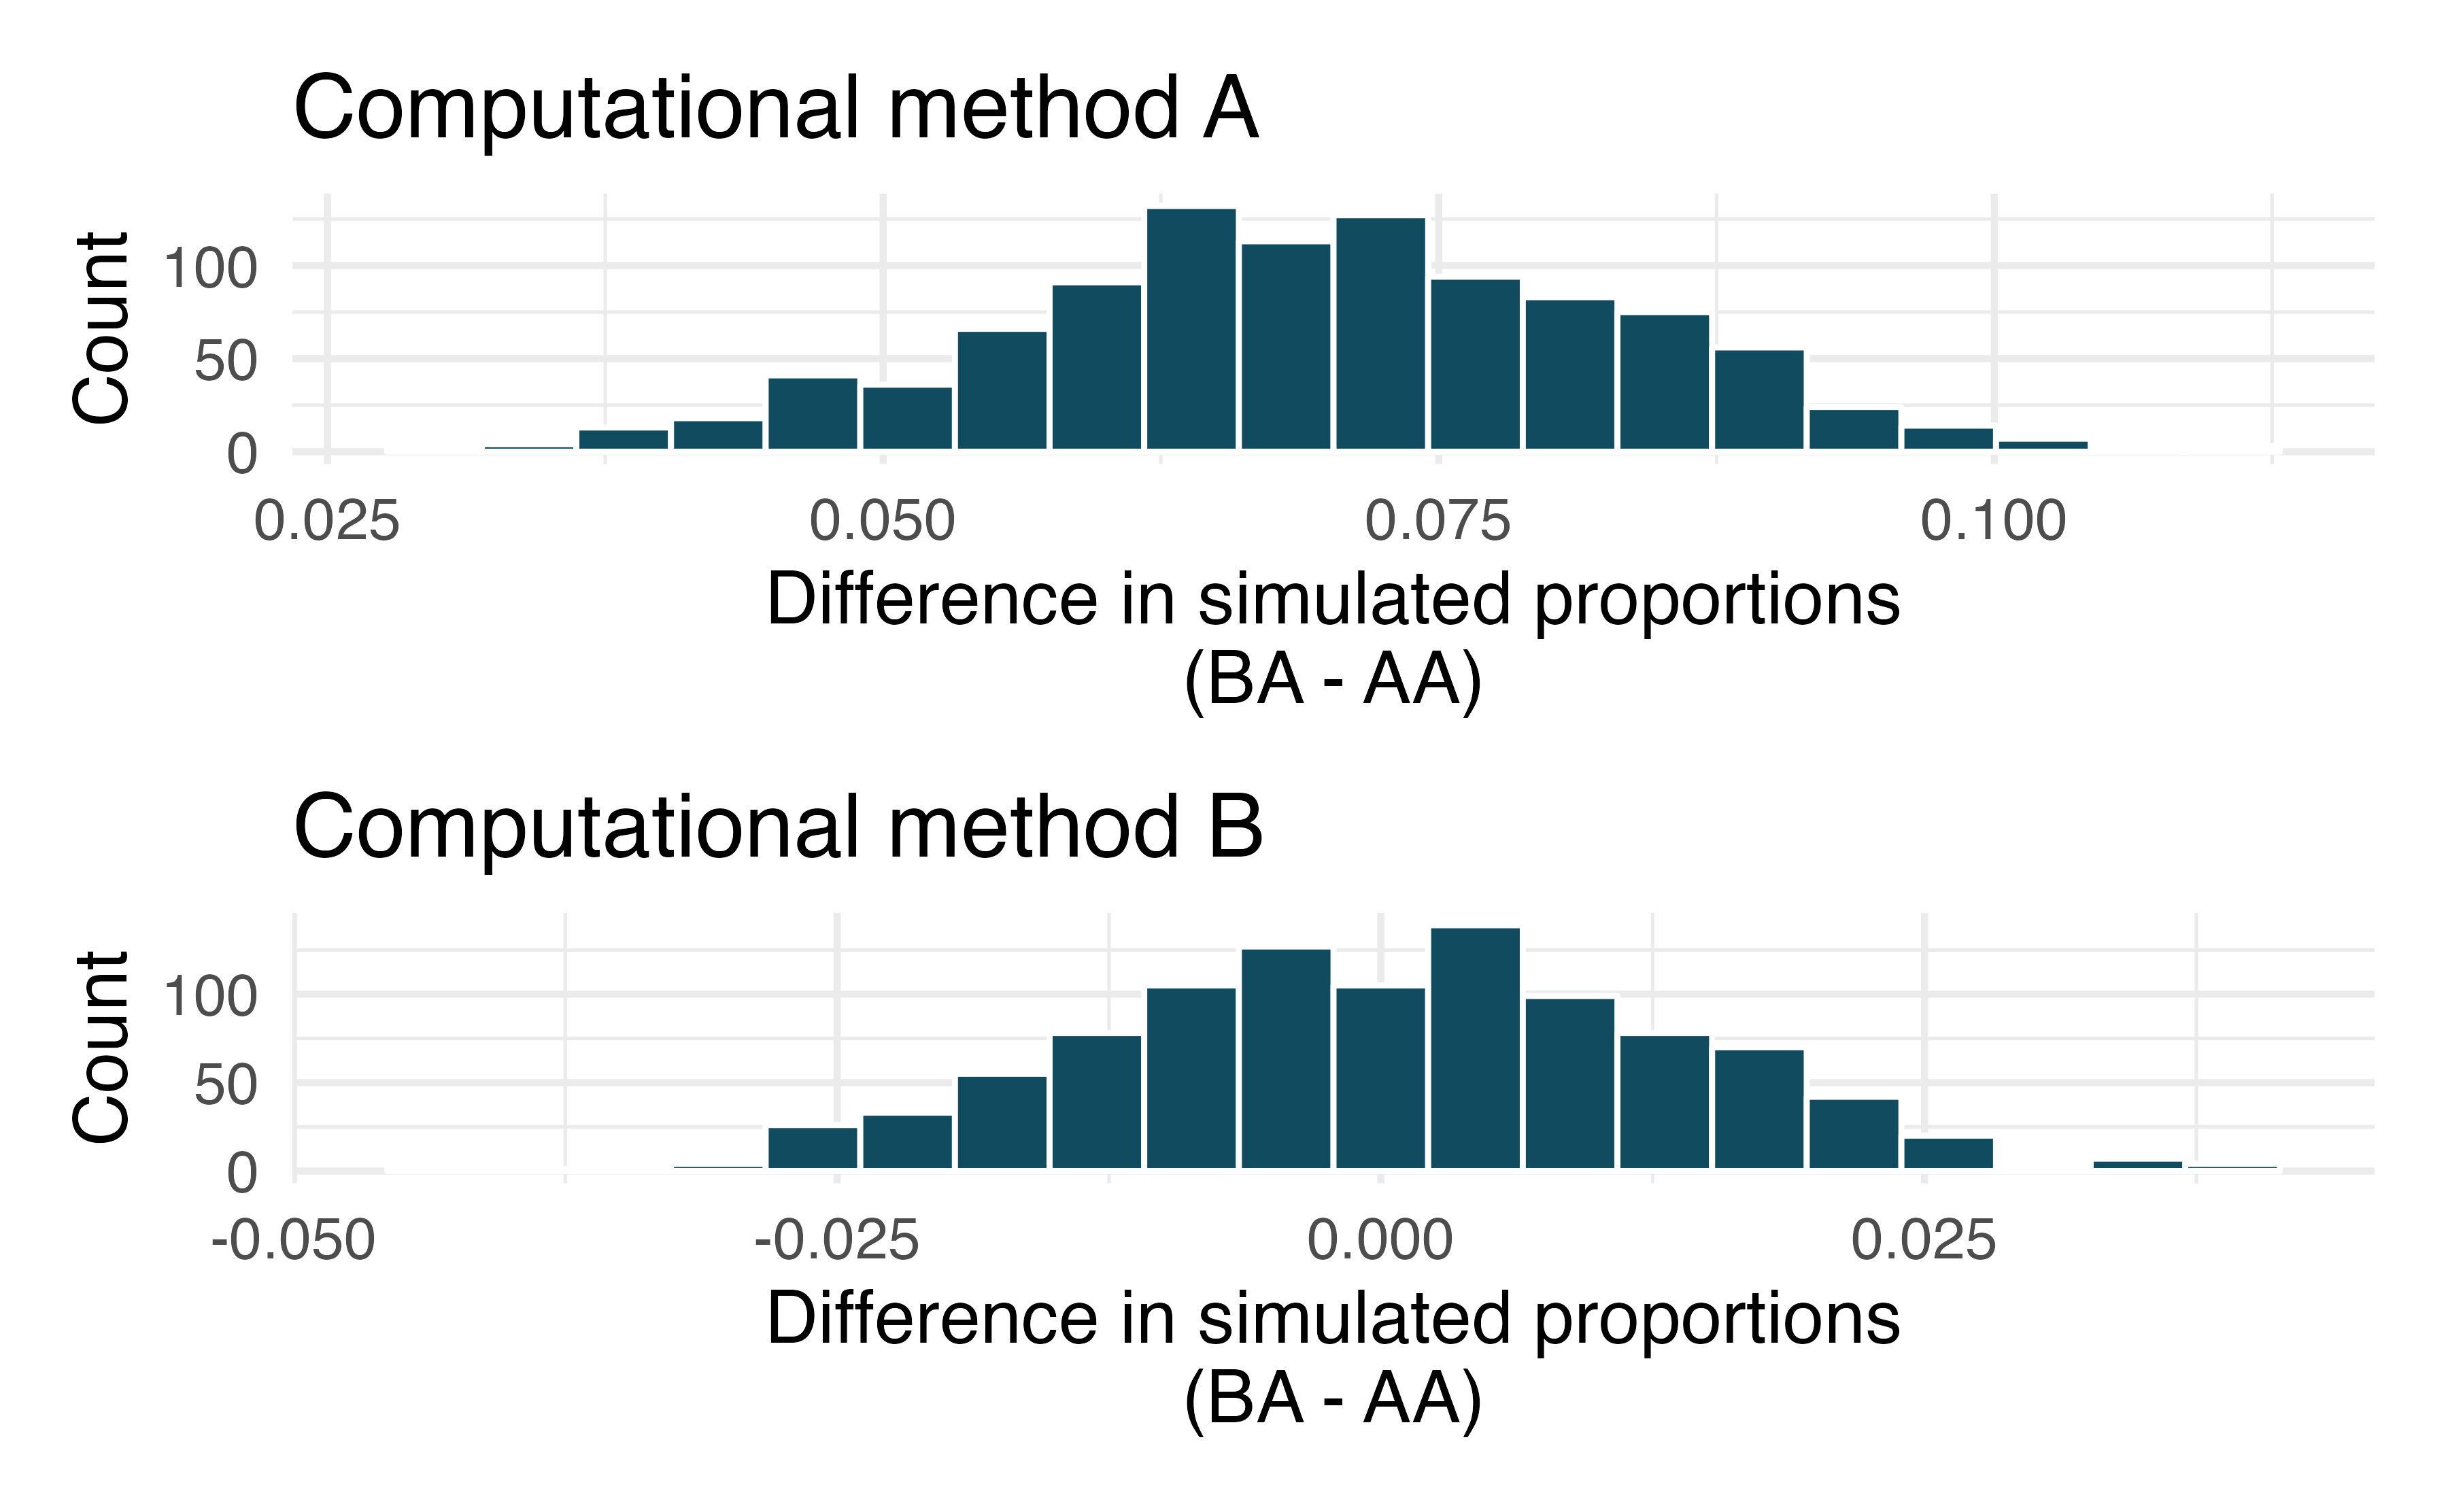 Computational method A
Count
100
50
0
0.025 0.050 0.075 0.100
Difference in simulated proportions
(BA - AA)
Computational method B
Count
100
50
0
-0.050 -0.025 0.000 0.025
Difference in simulated proportions
(BA - AA)